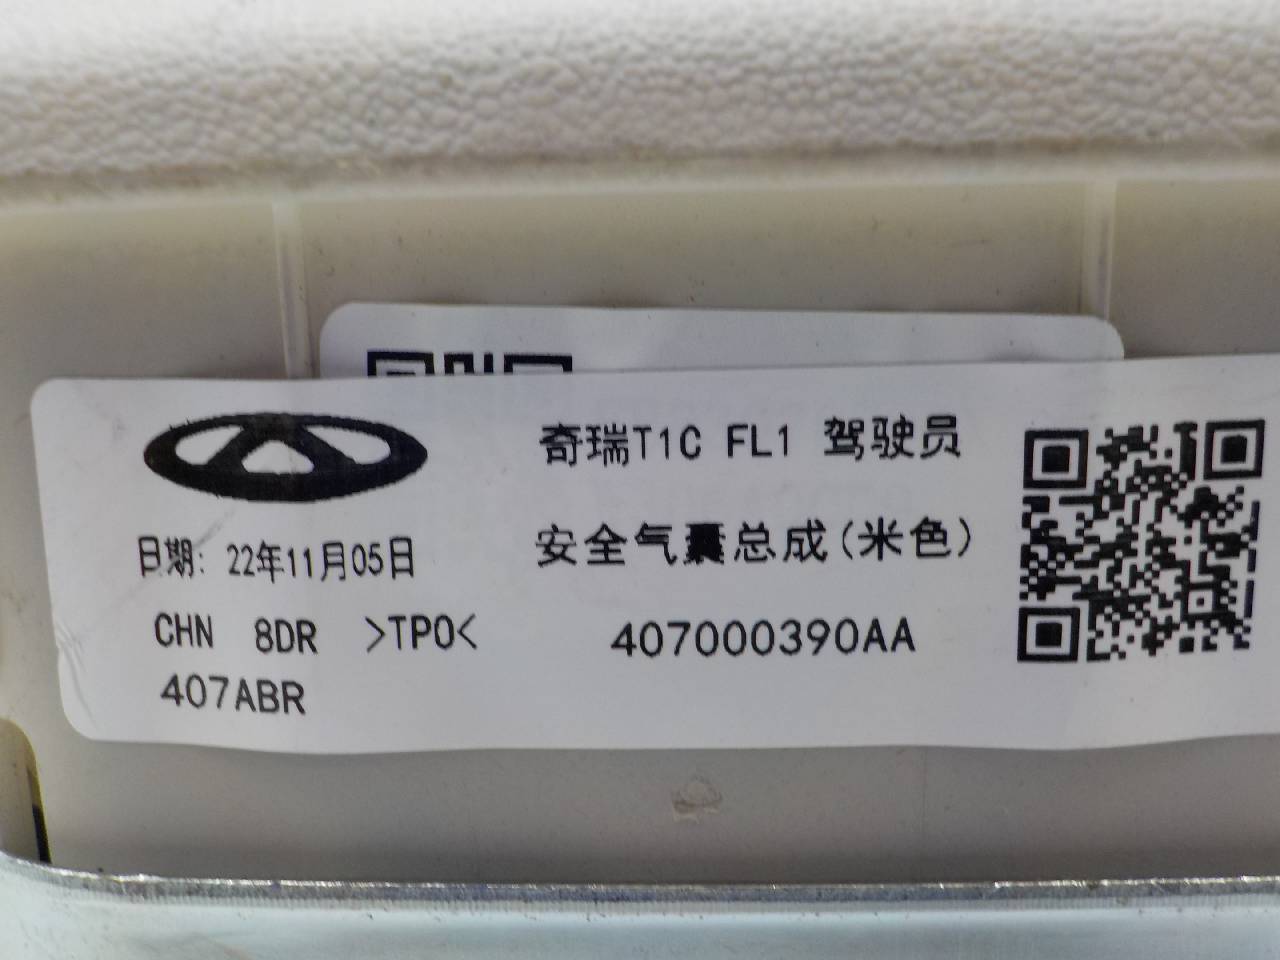 奇瑞T1C FL1 驾驶员
安全气囊总成(米色)
日期: 22年11月05日
CHN 8DR >TPO<
407000390AA
407ABR